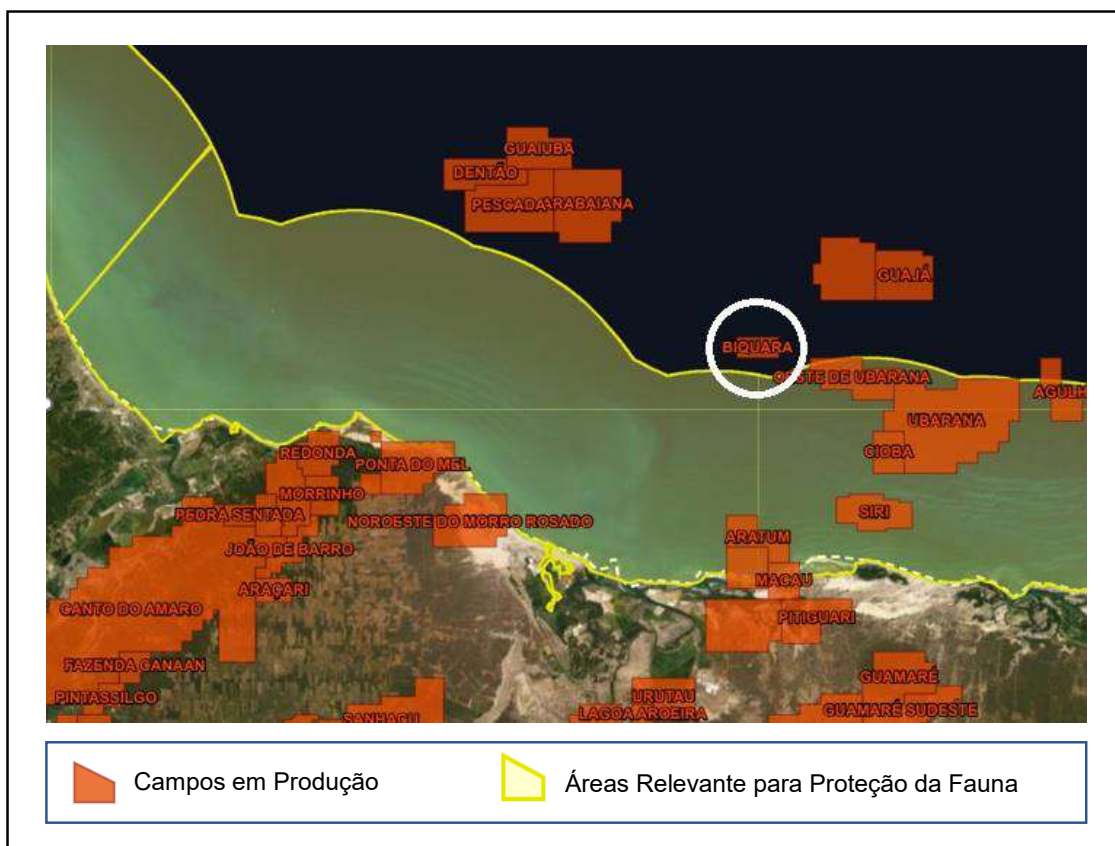 GUAIUBA
DENTÃO
PESCADA
ARABAIANA
GUAJÁ
BIQUARA
OESTE DE UBARANA
AGULH
UBARANA
CIOBA
REDONDA
PONTA DO MEL
MORRINHO
SIRI
PEDRA SENTADA
NOROESTE DO MORRO ROSADO
ARATUM
JOÃO DE BARRO
MACAU
ARAÇARI
CANTO DO AMARO
PITIGUARI
FAZENDA CANAAN
GUAMARÉ
PINTASSILGO
URUTAU
SANHAÇU
LAGOA AROEIRA
GUAMARÉ SUDESTE
Campos em Produção
Áreas Relevante para Proteção da Fauna